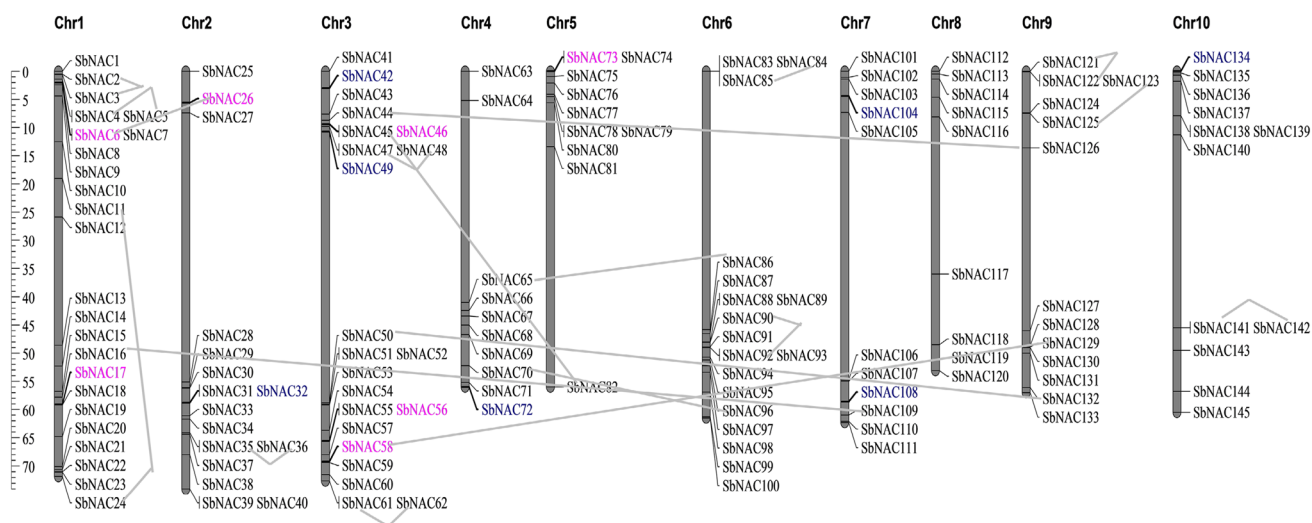 Chr1 Chr2 Chr3 Chr4 Chr5 Chr6 Chr7 Chr8 Chr9 Chr10
0
5
10
15
20
25
30
35
40
45
50
55
60
65
70
SbNAC1
SbNAC2
SbNAC3
SbNAC4 SbNAC5
SbNAC6 SbNAC7
SbNAC8
SbNAC9
SbNAC10
SbNAC11
SbNAC12
SbNAC13
SbNAC14
SbNAC15
SbNAC16
SbNAC17
SbNAC18
SbNAC19
SbNAC20
SbNAC21
SbNAC22
SbNAC23
SbNAC24
SbNAC25
SbNAC26
SbNAC27
SbNAC28
SbNAC29
SbNAC30
SbNAC31 SbNAC32
SbNAC33
SbNAC34
SbNAC35 SbNAC36
SbNAC37
SbNAC38
SbNAC39 SbNAC40
SbNAC41
SbNAC42
SbNAC43
SbNAC44
SbNAC45 SbNAC46
SbNAC47 SbNAC48
SbNAC49
SbNAC50
SbNAC51 SbNAC52
SbNAC53
SbNAC54
SbNAC55 SbNAC56
SbNAC57
SbNAC58
SbNAC59
SbNAC60
SbNAC61 SbNAC62
SbNAC63
SbNAC64
SbNAC65
SbNAC66
SbNAC67
SbNAC68
SbNAC69
SbNAC70
SbNAC71
SbNAC72
SbNAC73 SbNAC74
SbNAC75
SbNAC76
SbNAC77
SbNAC78 SbNAC79
SbNAC80
SbNAC81
SbNAC82
SbNAC83 SbNAC84
SbNAC85
SbNAC86
SbNAC87
SbNAC88 SbNAC89
SbNAC90
SbNAC91
SbNAC92 SbNAC93
SbNAC94
SbNAC95
SbNAC96
SbNAC97
SbNAC98
SbNAC99
SbNAC100
SbNAC101
SbNAC102
SbNAC103
SbNAC104
SbNAC105
SbNAC106
SbNAC107
SbNAC108
SbNAC109
SbNAC110
SbNAC111
SbNAC112
SbNAC113
SbNAC114
SbNAC115
SbNAC116
SbNAC117
SbNAC118
SbNAC119
SbNAC120
SbNAC121
SbNAC122 SbNAC123
SbNAC124
SbNAC125
SbNAC126
SbNAC127
SbNAC128
SbNAC129
SbNAC130
SbNAC131
SbNAC132
SbNAC133
SbNAC134
SbNAC135
SbNAC136
SbNAC137
SbNAC138 SbNAC139
SbNAC140
SbNAC141 SbNAC142
SbNAC143
SbNAC144
SbNAC145